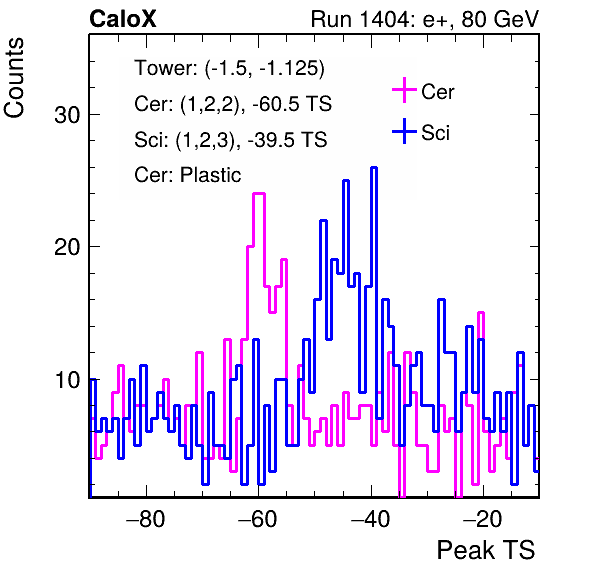 CaloX Run 1404: e+, 80 GeV
Counts
Tower: (-1.5, -1.125)
Cer: (1,2,2), -60.5 TS
Sci: (1,2,3), -39.5 TS
Cer: Plastic
Cer
Sci
30
20
10
−80 −60 −40 −20
Peak TS